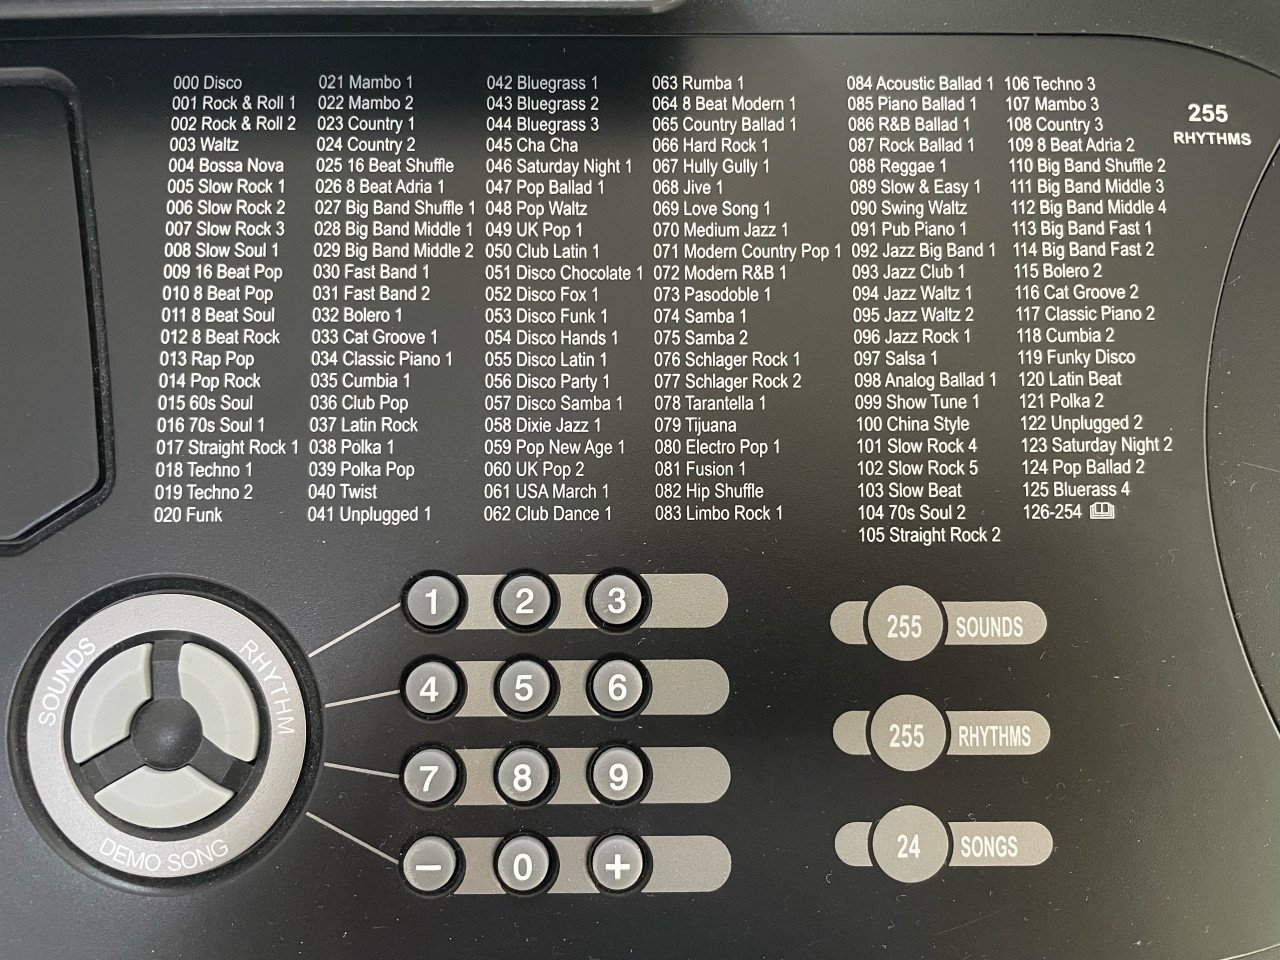 000 Disco
001 Rock & Roll 1
002 Rock & Roll 2
003 Waltz
004 Bossa Nova
005 Slow Rock 1
006 Slow Rock 2
007 Slow Rock 3
008 Slow Soul 1
009 16 Beat Pop
010 8 Beat Pop
011 8 Beat Soul
012 8 Beat Rock
013 Rap Pop
014 Pop Rock
015 60s Soul
016 70s Soul 1
017 Straight Rock 1
018 Techno 1
019 Techno 2
020 Funk
021 Mambo 1
022 Mambo 2
023 Country 1
024 Country 2
025 16 Beat Shuffle
026 8 Beat Adria 1
027 Big Band Shuffle 1
028 Big Band Middle 1
029 Big Band Middle 2
030 Fast Band 1
031 Fast Band 2
032 Bolero 1
033 Cat Groove 1
034 Classic Piano 1
035 Cumbia 1
036 Club Pop
037 Latin Rock
038 Polka 1
039 Polka Pop
040 Twist
041 Unplugged 1
042 Bluegrass 1
043 Bluegrass 2
044 Bluegrass 3
045 Cha Cha
046 Saturday Night 1
047 Pop Ballad 1
048 Pop Waltz
049 UK Pop 1
050 Club Latin 1
051 Disco Chocolate 1
052 Disco Fox 1
053 Disco Funk 1
054 Disco Hands 1
055 Disco Latin 1
056 Disco Party 1
057 Disco Samba 1
058 Dixie Jazz 1
059 Pop New Age 1
060 UK Pop 2
061 USA March 1
062 Club Dance 1
063 Rumba 1
064 8 Beat Modern 1
065 Country Ballad 1
066 Hard Rock 1
067 Hully Gully 1
068 Jive 1
069 Love Song 1
070 Medium Jazz 1
071 Modern Country Pop 1
072 Modern R&B 1
073 Pasodoble 1
074 Samba 1
075 Samba 2
076 Schlager Rock 1
077 Schlager Rock 2
078 Tarantella 1
079 Tijuana
080 Electro Pop 1
081 Fusion 1
082 Hip Shuffle
083 Limbo Rock 1
084 Acoustic Ballad 1
085 Piano Ballad 1
086 R&B Ballad 1
087 Rock Ballad 1
088 Reggae 1
089 Slow & Easy 1
090 Swing Waltz
091 Pub Piano 1
092 Jazz Big Band 1
093 Jazz Club 1
094 Jazz Waltz 1
095 Jazz Waltz 2
096 Jazz Rock 1
097 Salsa 1
098 Analog Ballad 1
099 Show Tune 1
100 China Style
101 Slow Rock 4
102 Slow Rock 5
103 Slow Beat
104 70s Soul 2
105 Straight Rock 2
106 Techno 3
107 Mambo 3
108 Country 3
109 8 Beat Adria 2
110 Big Band Shuffle 2
111 Big Band Middle 3
112 Big Band Middle 4
113 Big Band Fast 1
114 Big Band Fast 2
115 Bolero 2
116 Cat Groove 2
117 Classic Piano 2
118 Cumbia 2
119 Funky Disco
120 Latin Beat
121 Polka 2
122 Unplugged 2
123 Saturday Night 2
124 Pop Ballad 2
125 Bluerass 4
126-254
255
RHYTHMS
SOUNDS
RHYTHM
DEMO SONG
1 2 3
4 5 6
7 8 9
− 0 +
255 SOUNDS
255 RHYTHMS
24 SONGS